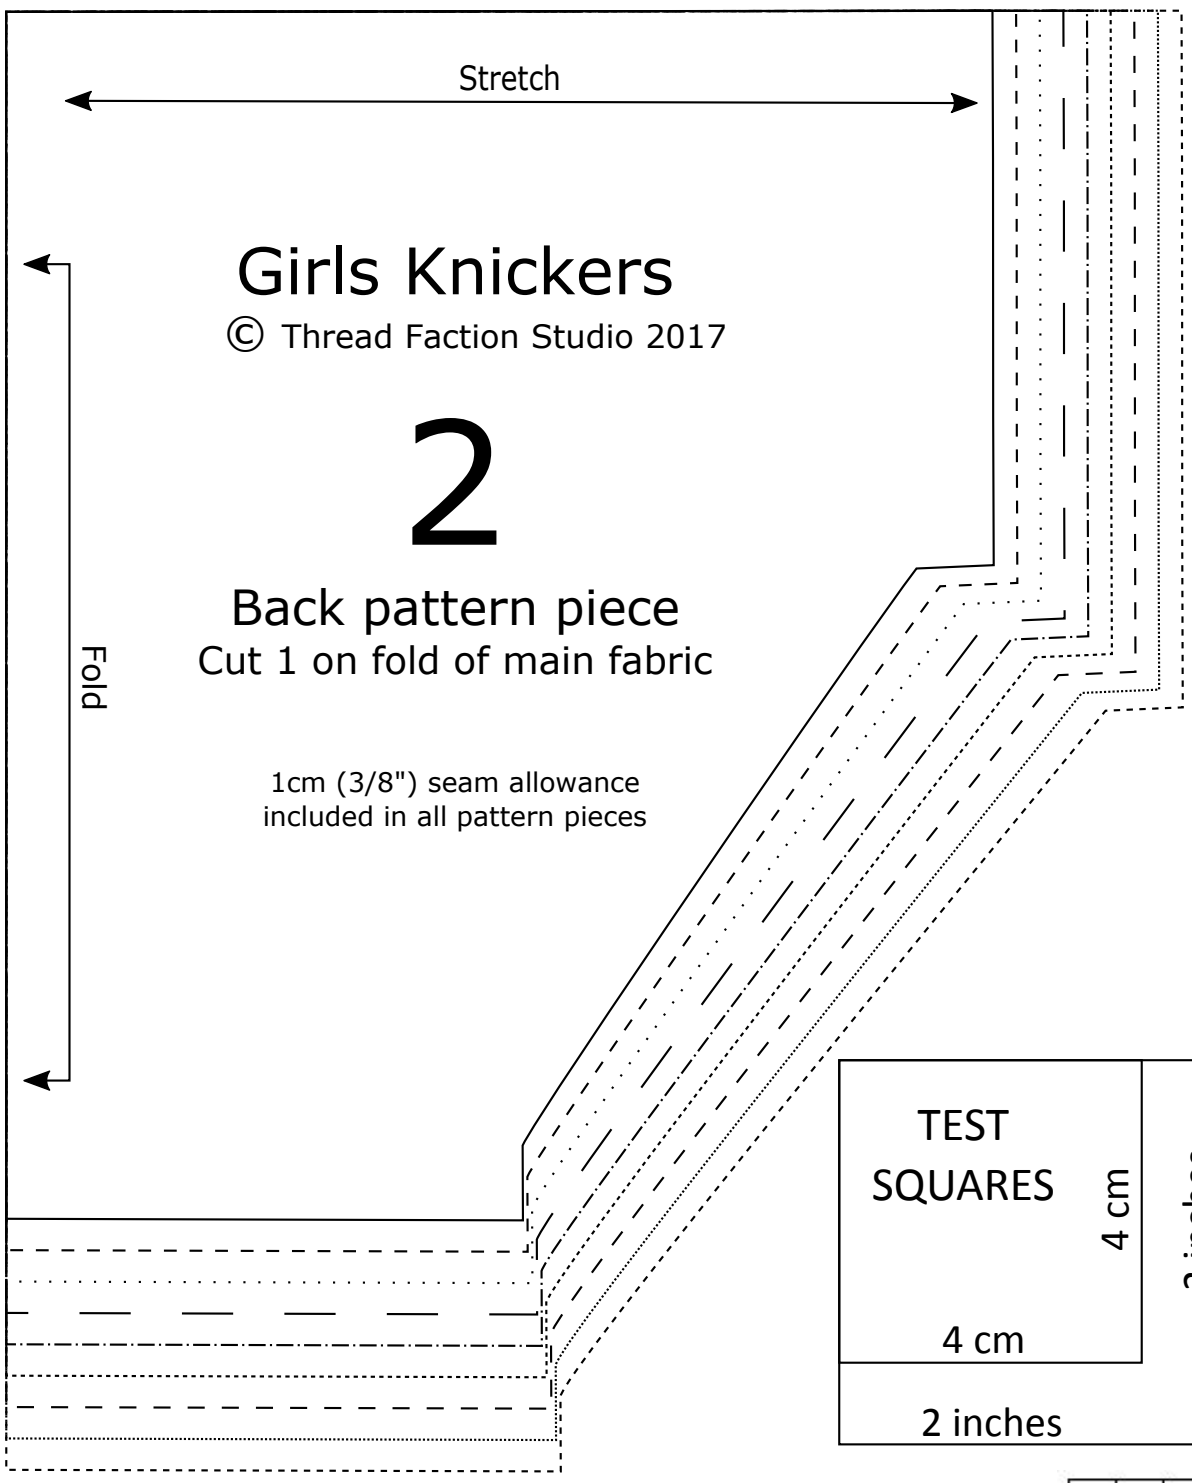 Stretch
Girls Knickers
© Thread Faction Studio 2017
2
Back pattern piece
Cut 1 on fold of main fabric
Fold
1cm (3/8") seam allowance
included in all pattern pieces
TEST
SQUARES
4 cm
4 cm
2 inches